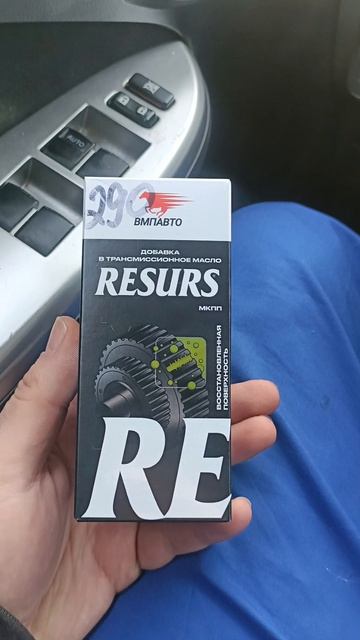 AUTO
290
ВМПАВТО
ДОБАВКА
В ТРАНСМИССИОННОЕ МАСЛО
RESURS
МКПП
ВОССТАНОВЛЕННАЯ
ПОВЕРХНОСТЬ
RE